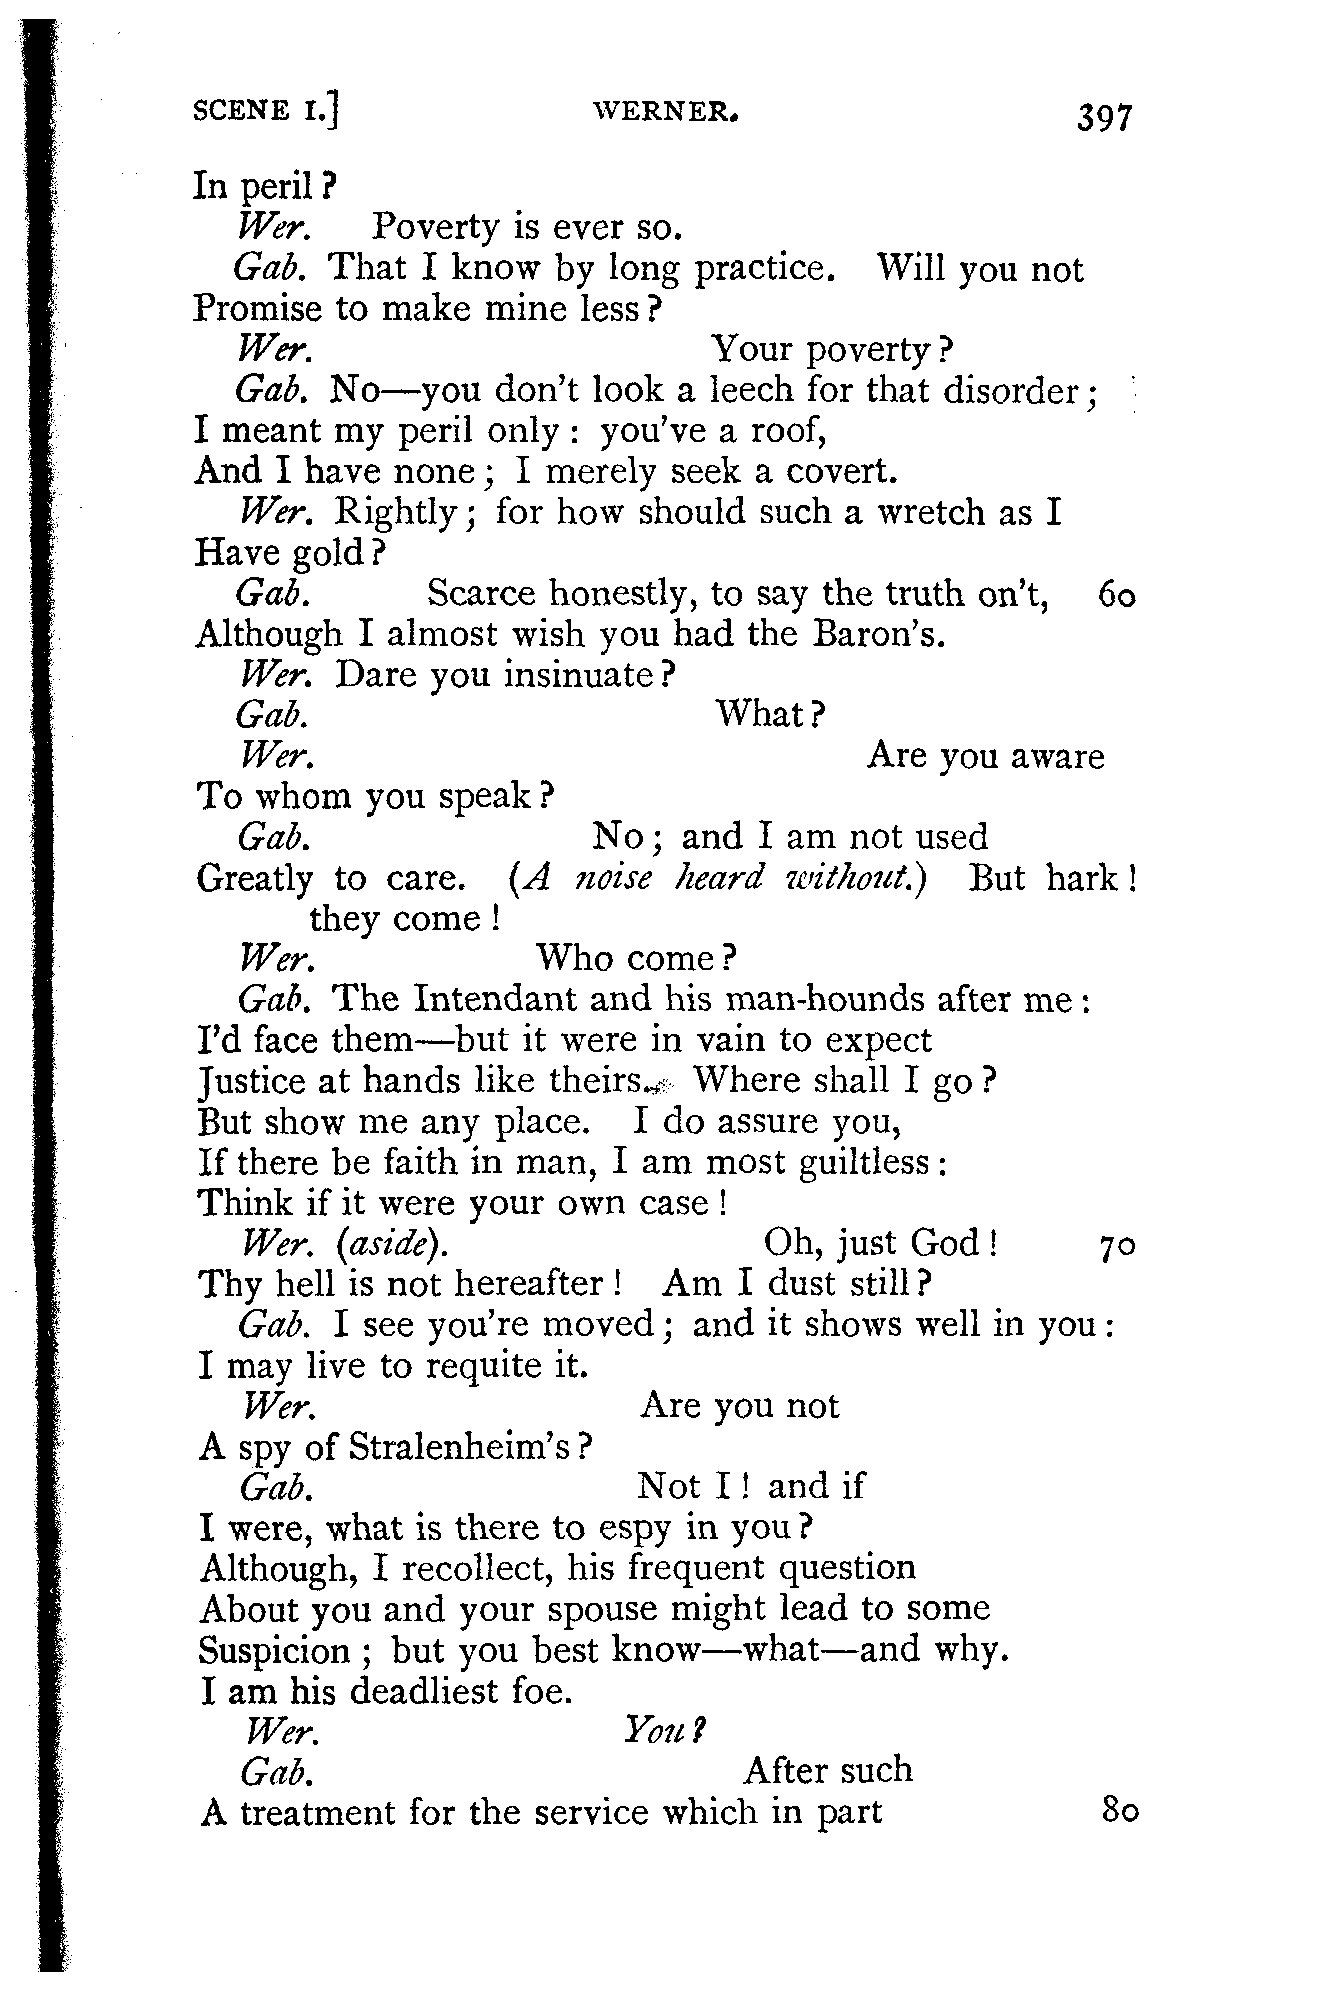 SCENE I.] WERNER. 397
In peril?
Wer. Poverty is ever so.
Gab. That I know by long practice. Will you not
Promise to make mine less?
Wer. Your poverty?
Gab. No—you don't look a leech for that disorder;
I meant my peril only: you've a roof,
And I have none; I merely seek a covert.
Wer. Rightly; for how should such a wretch as I
Have gold?
Gab. Scarce honestly, to say the truth on't, 60
Although I almost wish you had the Baron's.
Wer. Dare you insinuate?
Gab. What?
Wer. Are you aware
To whom you speak?
Gab. No; and I am not used
Greatly to care. (A noise heard without.) But hark!
they come!
Wer. Who come?
Gab. The Intendant and his man-hounds after me:
I'd face them—but it were in vain to expect
Justice at hands like theirs. Where shall I go?
But show me any place. I do assure you,
If there be faith in man, I am most guiltless:
Think if it were your own case!
Wer. (aside). Oh, just God! 70
Thy hell is not hereafter! Am I dust still?
Gab. I see you're moved; and it shows well in you:
I may live to requite it.
Wer. Are you not
A spy of Stralenheim's?
Gab. Not I! and if
I were, what is there to espy in you?
Although, I recollect, his frequent question
About you and your spouse might lead to some
Suspicion; but you best know—what—and why.
I am his deadliest foe.
Wer. You?
Gab. After such
A treatment for the service which in part 80